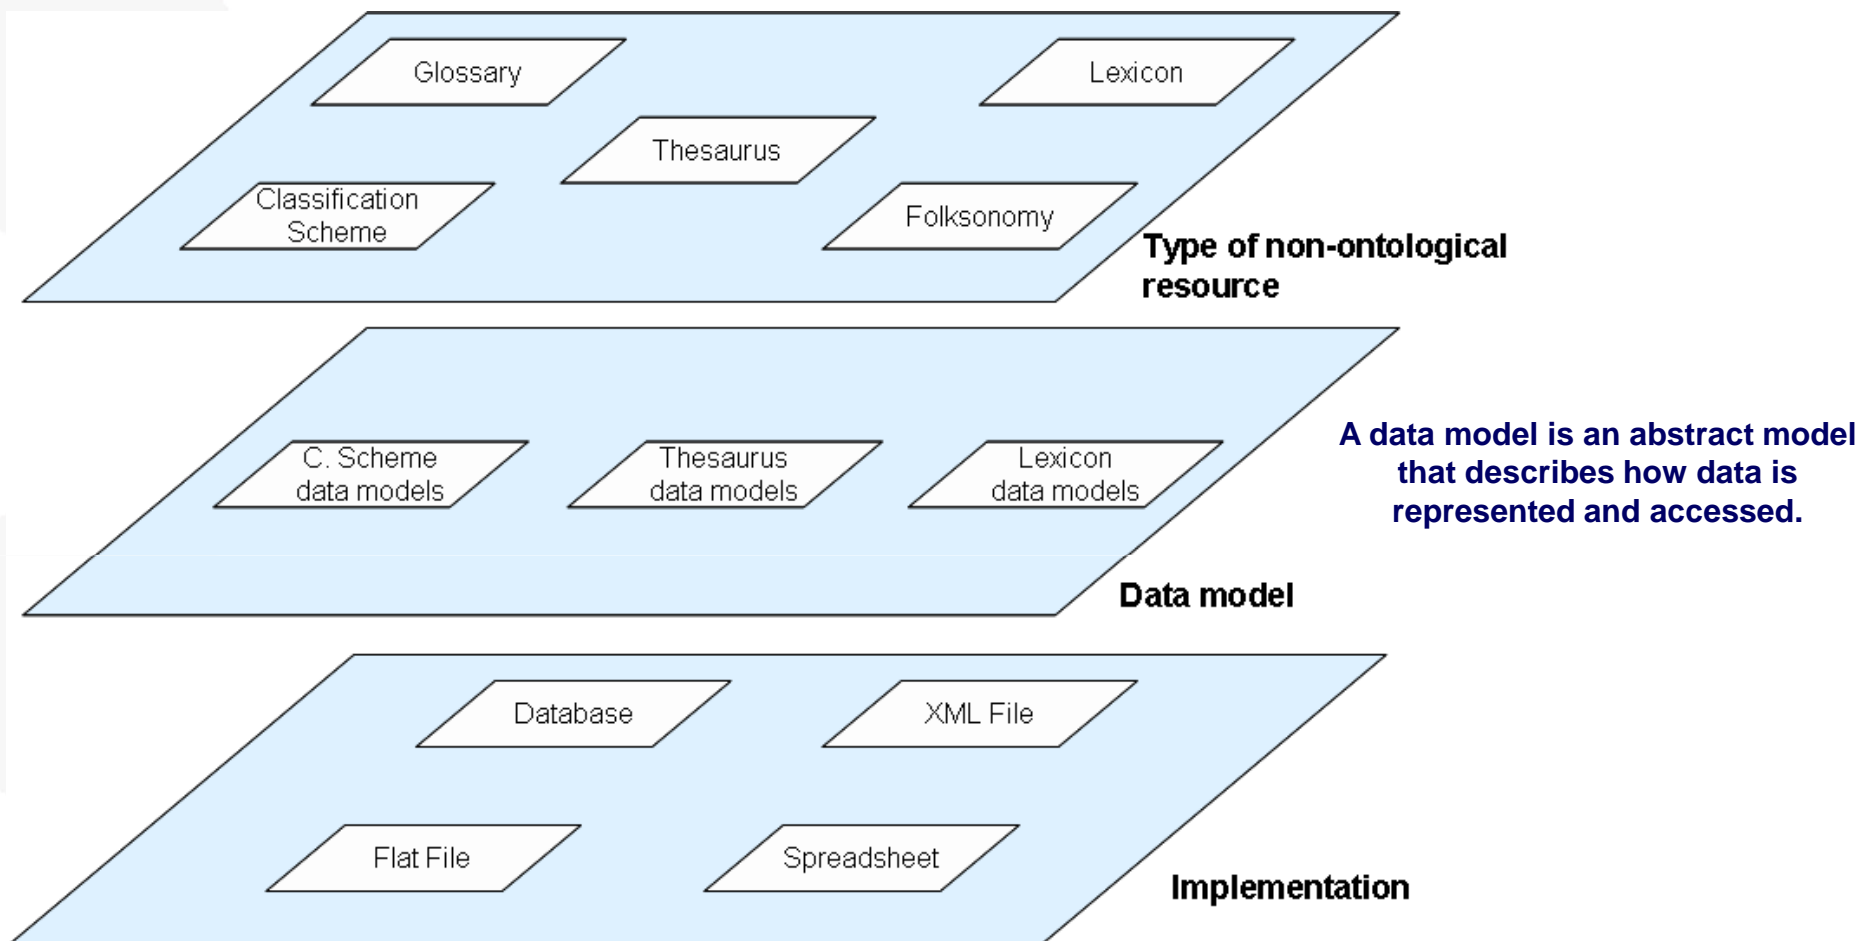 Glossary
Lexicon
Thesaurus
Classification
Scheme
Folksonomy
Type of non-ontological
resource
C. Scheme
data models
Thesaurus
data models
Lexicon
data models
A data model is an abstract model
that describes how data is
represented and accessed.
Data model
Database
XML File
Flat File
Spreadsheet
Implementation